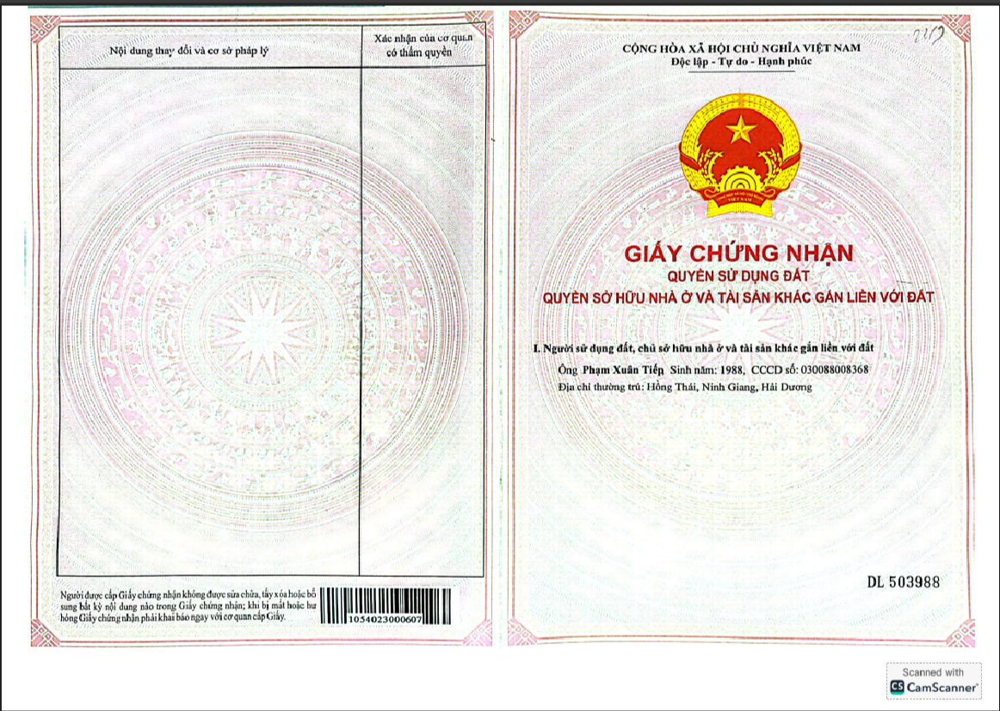 Nội dung thay đổi và cơ sở pháp lý
Xác nhận của cơ quan
có thẩm quyền
Người được cấp Giấy chứng nhận không được sửa chữa, tẩy xóa hoặc bổ
sung bất kỳ nội dung nào trong Giấy chứng nhận; khi bị mất hoặc hư
hỏng Giấy chứng nhận phải khai báo ngay với cơ quan cấp Giấy.
1054023000607
CỘNG HÒA XÃ HỘI CHỦ NGHĨA VIỆT NAM
Độc lập - Tự do - Hạnh phúc
VIỆT NAM
GIẤY CHỨNG NHẬN
QUYỀN SỬ DỤNG ĐẤT
QUYỀN SỞ HỮU NHÀ Ở VÀ TÀI SẢN KHÁC GẮN LIỀN VỚI ĐẤT
I. Người sử dụng đất, chủ sở hữu nhà ở và tài sản khác gắn liền với đất
Ông Phạm Xuân Tiếp Sinh năm: 1988, CCCD số: 030088008368
Địa chỉ thường trú: Hồng Thái, Ninh Giang, Hải Dương
DL 503988
Scanned with
CS CamScanner